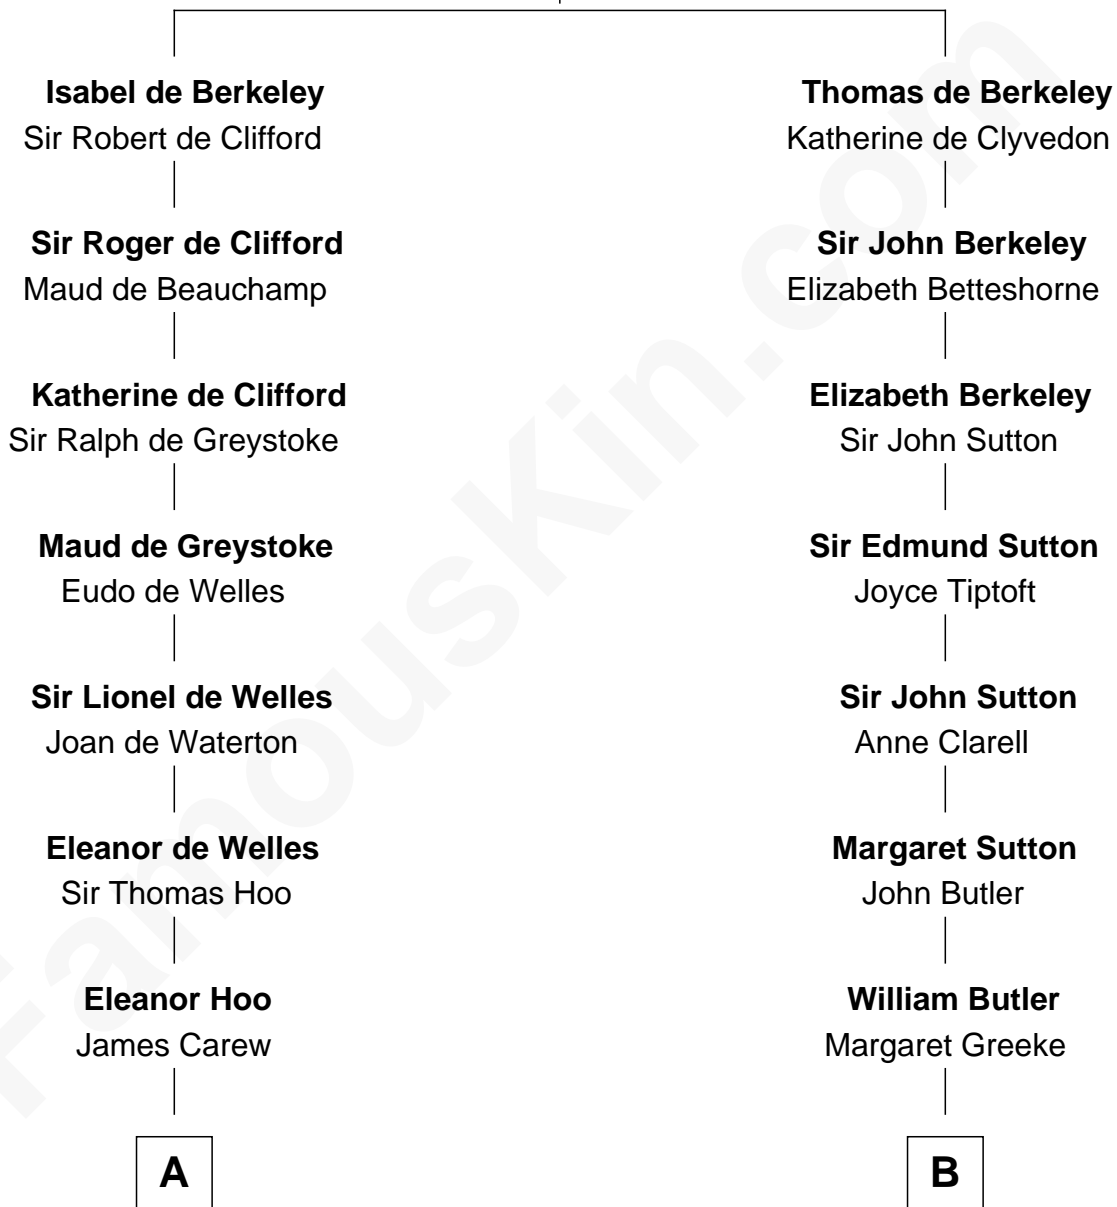 Isabel de Berkeley
Sir Robert de Clifford
Sir Roger de Clifford
Maud de Beauchamp
Katherine de Clifford
Sir Ralph de Greystoke
Maud de Greystoke
Eudo de Welles
Sir Lionel de Welles
Joan de Waterton
Eleanor de Welles
Sir Thomas Hoo
Eleanor Hoo
James Carew
A
Thomas de Berkeley
Katherine de Clyvedon
Sir John Berkeley
Elizabeth Betteshorne
Elizabeth Berkeley
Sir John Sutton
Sir Edmund Sutton
Joyce Tiptoft
Sir John Sutton
Anne Clarell
Margaret Sutton
John Butler
William Butler
Margaret Greeke
B
FamousKin.com